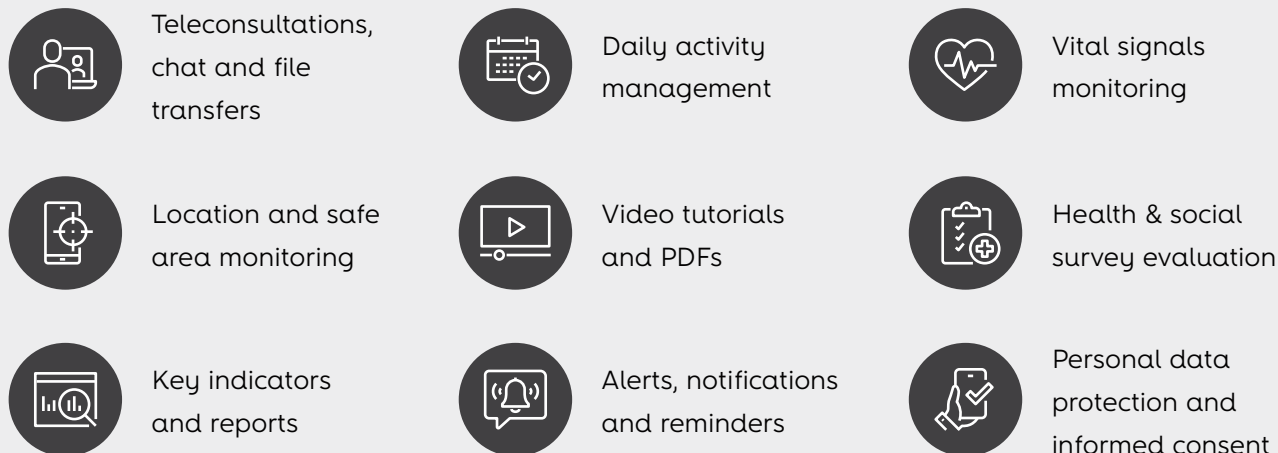 Teleconsultations,
chat and file
transfers
Daily activity
management
Vital signals
monitoring
Location and safe
area monitoring
Video tutorials
and PDFs
Health & social
survey evaluation
Key indicators
and reports
Alerts, notifications
and reminders
Personal data
protection and
informed consent